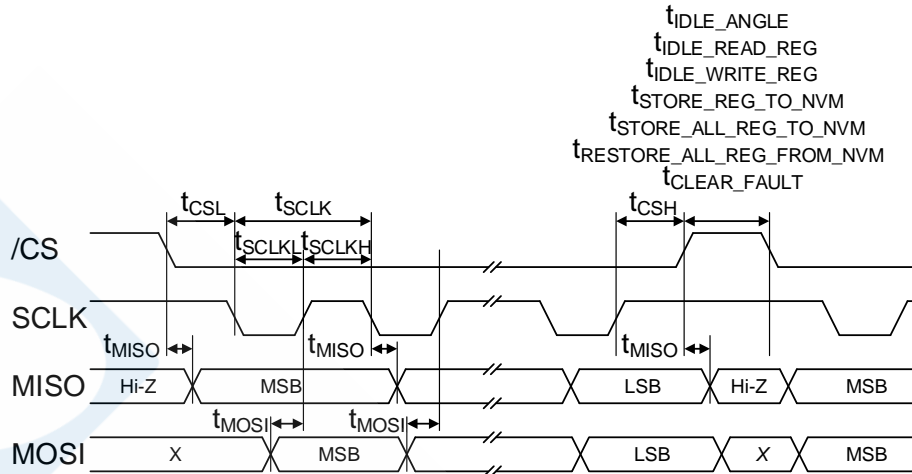 tIDLE_ANGLE
tIDLE_READ_REG
tIDLE_WRITE_REG
tSTORE_REG_TO_NVM
tSTORE_ALL_REG_TO_NVM
tRESTORE_ALL_REG_FROM_NVM
tCLEAR_FAULT
tCSL tSCLK tCSH
tSCLKL tSCLKH
/CS
SCLK
tMISO tMISO tMISO
MISO Hi-Z MSB LSB Hi-Z MSB
tMOSI tMOSI
MOSI X MSB LSB X MSB